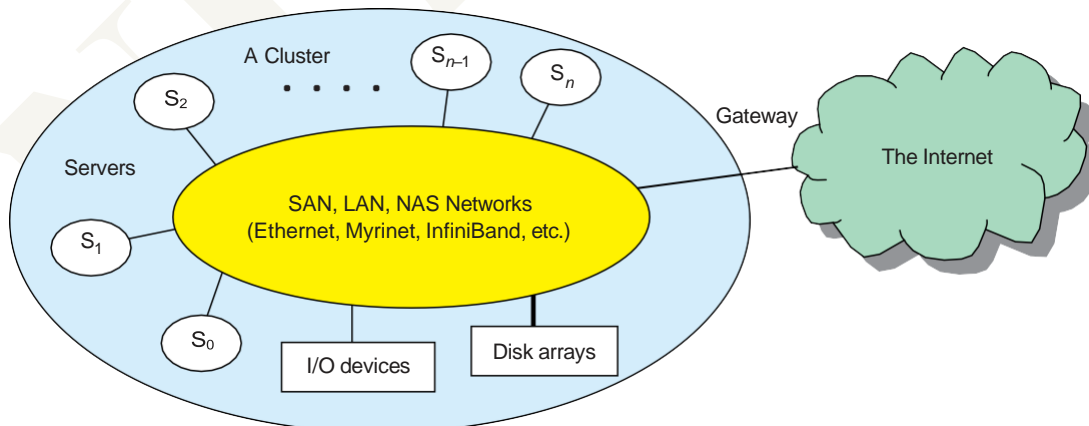 A Cluster
. . . .
Sn–1
Sn
S2
Gateway
Servers
The Internet
SAN, LAN, NAS Networks
(Ethernet, Myrinet, InfiniBand, etc.)
S1
S0
I/O devices
Disk arrays